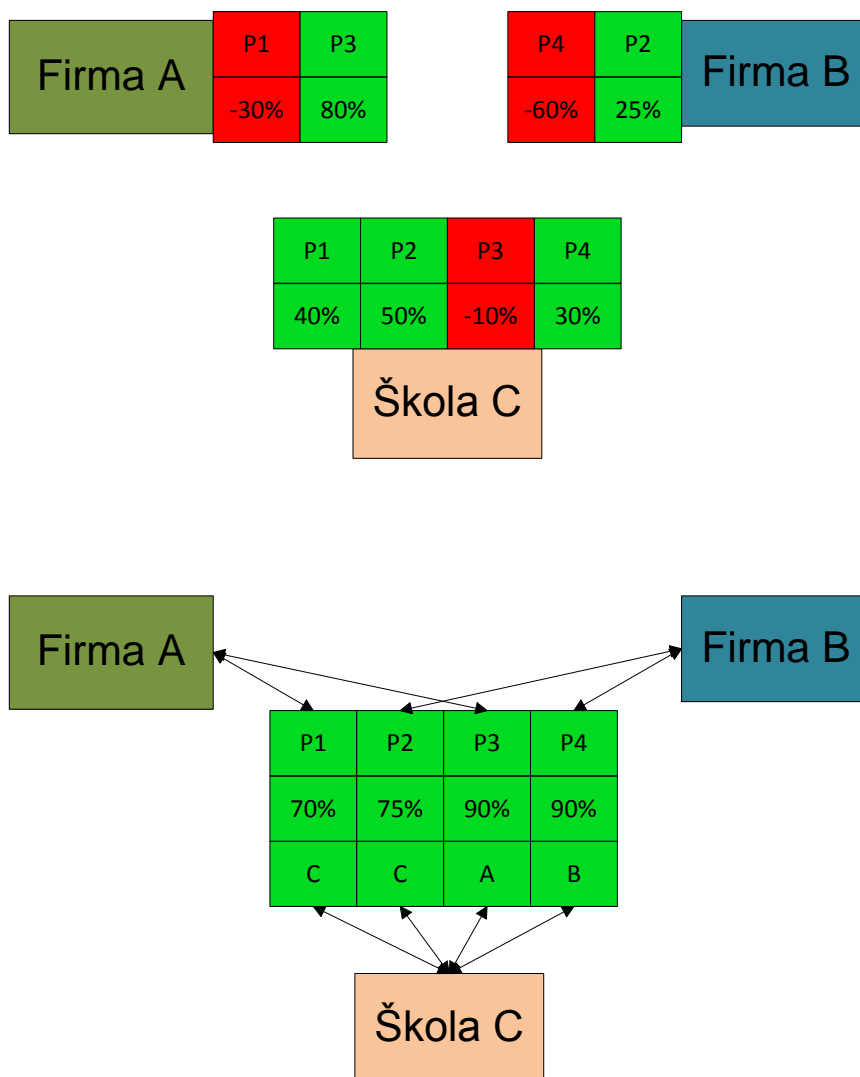 Firma A
P1 P3
-30% 80%
P4 P2
-60% 25%
Firma B
P1 P2 P3 P4
40% 50% -10% 30%
Škola C
Firma A
Firma B
P1 P2 P3 P4
70% 75% 90% 90%
C C A B
Škola C